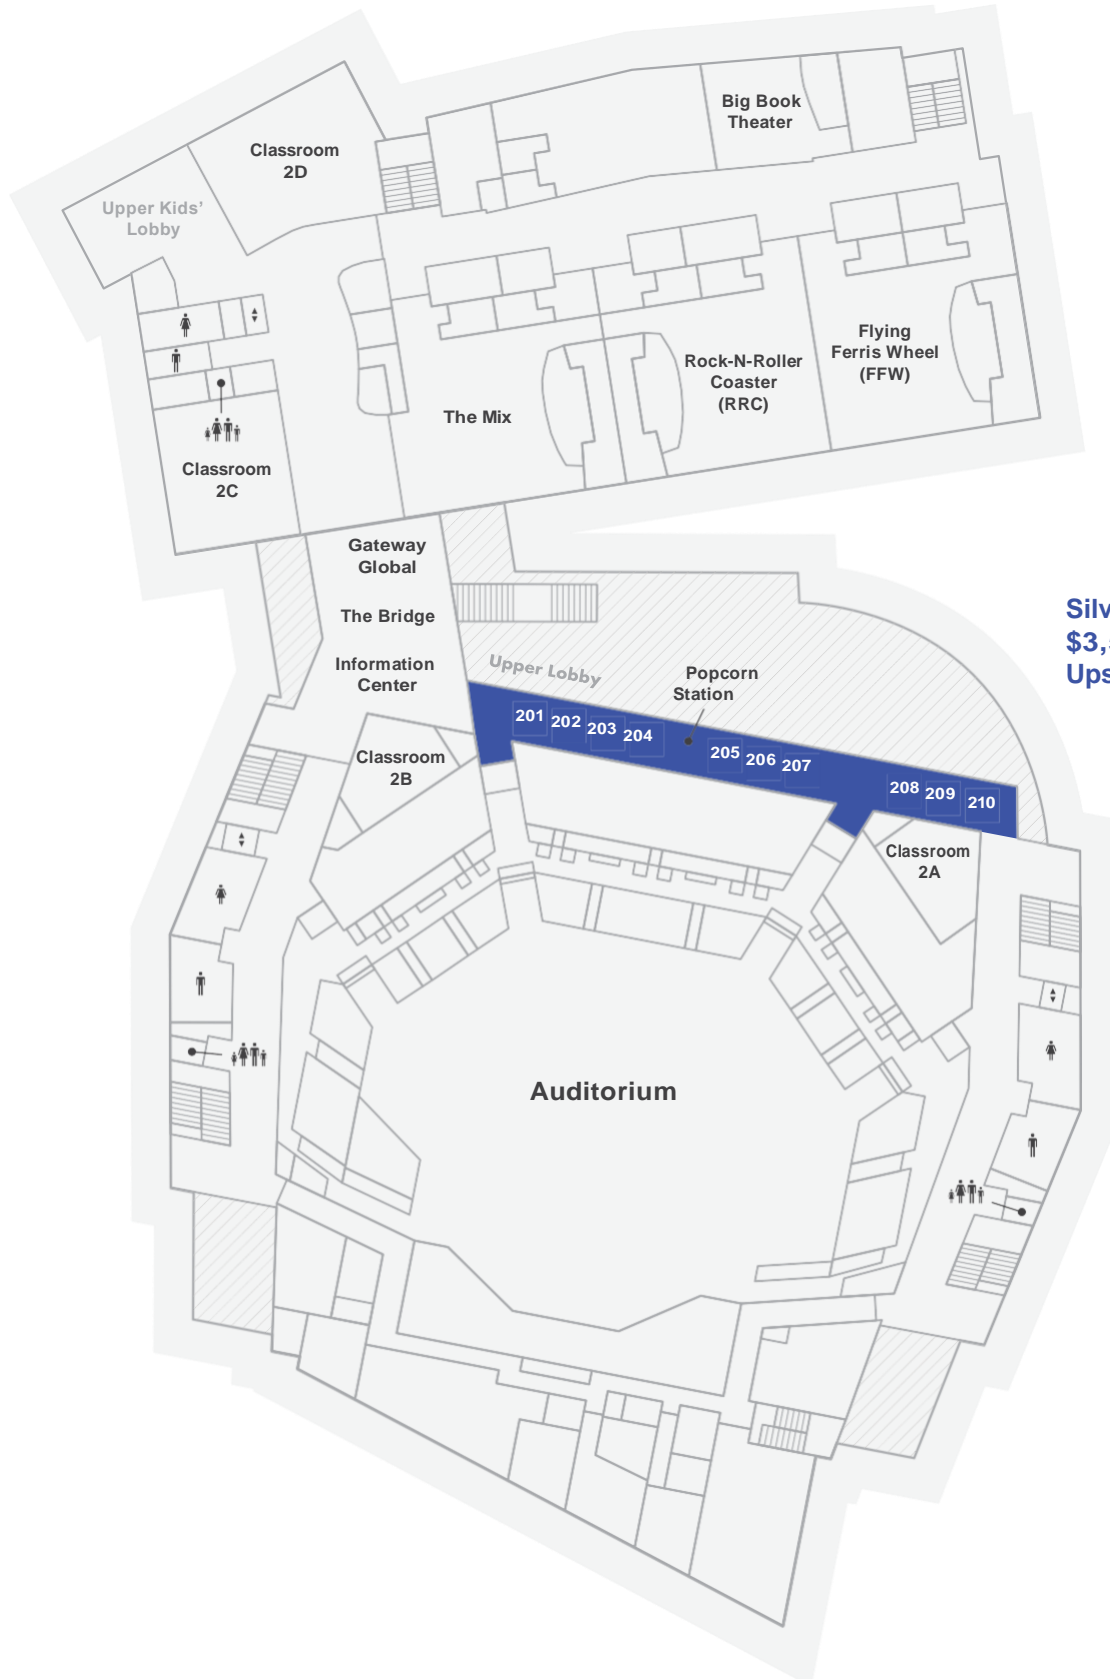 Big Book
Theater
Classroom
2D
Upper Kids'
Lobby
Flying
Ferris Wheel
(FFW)
Rock-N-Roller
Coaster
(RRC)
The Mix
Classroom
2C
Gateway
Global
The Bridge
Information
Center
Upper Lobby
Popcorn
Station
201
202
203
204
205
206
207
208
209
210
Classroom
2B
Classroom
2A
Auditorium
$3,